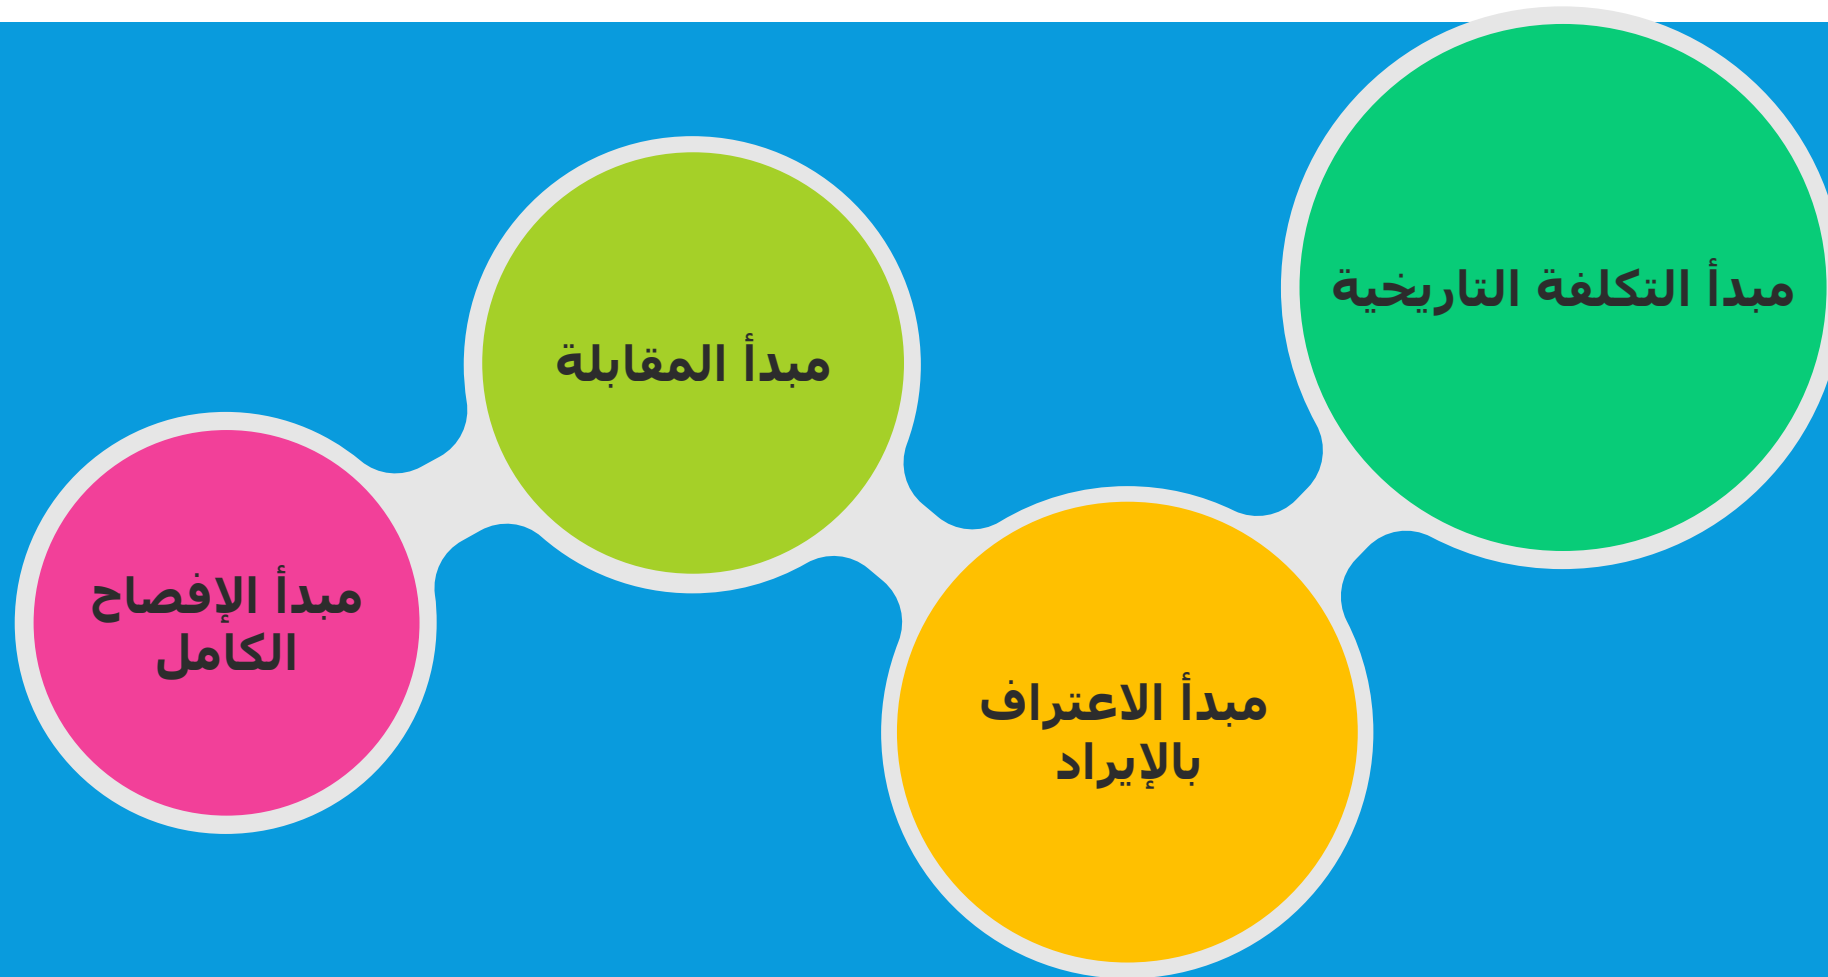 مبدأ التكلفة التاريخية
مبدأ الاعتراف
بالإيراد
مبدأ المقابلة
مبدأ الإفصاح
الكامل